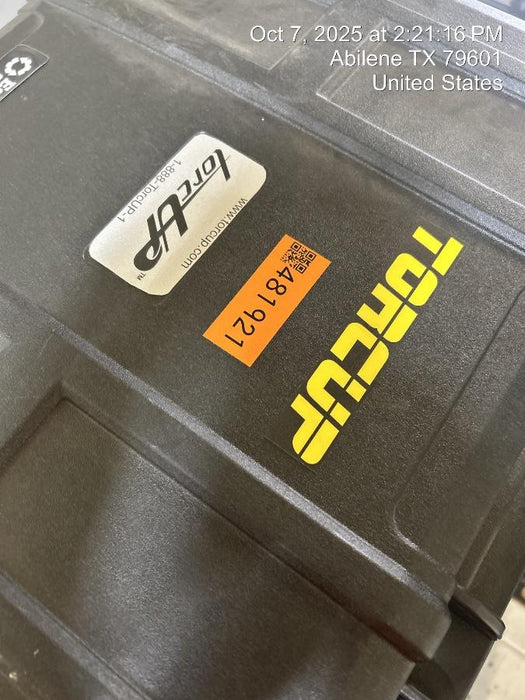 Oct 7, 2025 at 2:21:16 PM
Abilene TX 79601
United States
1-888-TorcUP-1
TorcUP™
www.torcup.com
481921
TORCUP